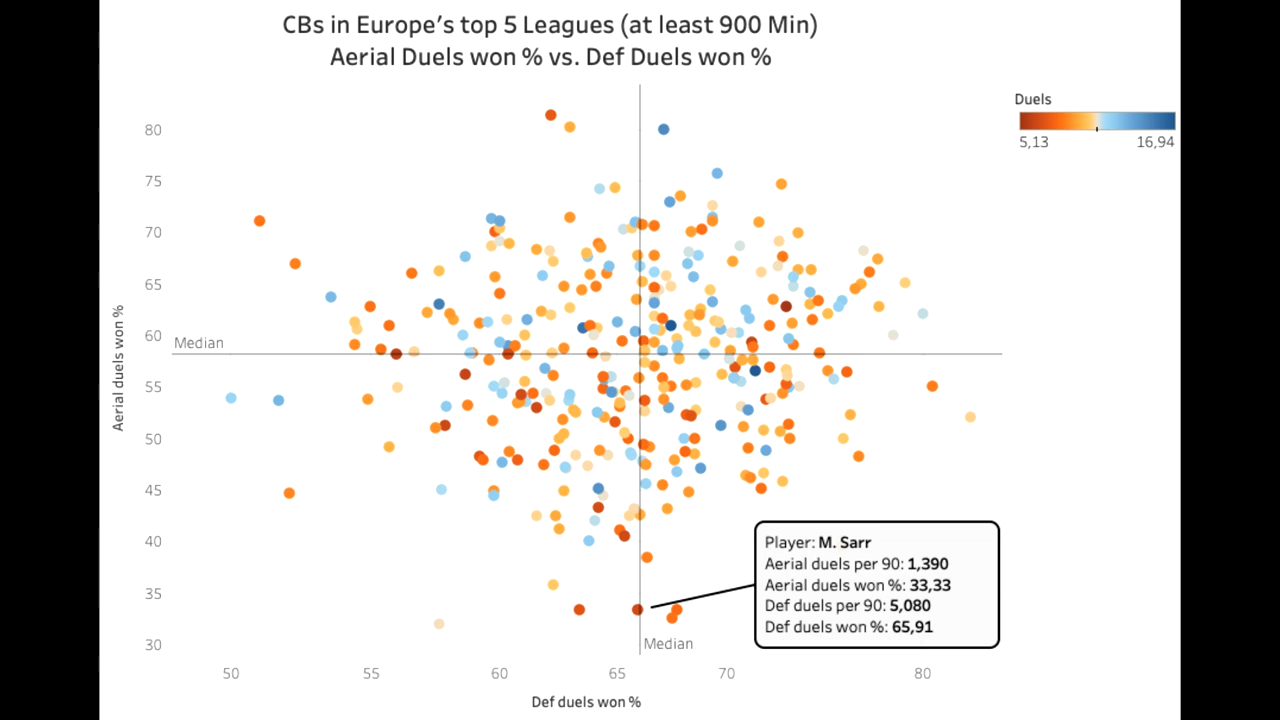 CBs in Europe's top 5 Leagues (at least 900 Min)
Aerial Duels won % vs. Def Duels won %
Duels
5,13 16,94
80
75
70
65
60
Median
55
50
45
40
35
30
Aerial duels won %
Player: M. Sarr
Aerial duels per 90: 1,390
Aerial duels won %: 33,33
Def duels per 90: 5,080
Def duels won %: 65,91
Median
50 55 60 65 70 80
Def duels won %